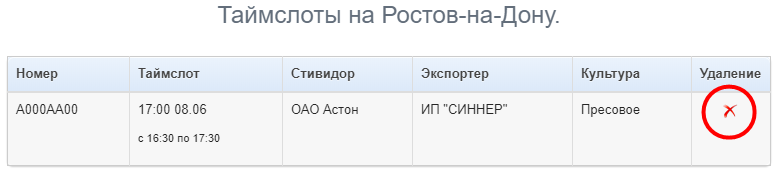 Таймслоты на Ростов-на-Дону.
Номер Таймслот Стивидор Экспортер Культура Удаление
А000АА00 17:00 08.06 ОАО Астон ИП "СИННЕР" Пресовое
с 16:30 по 17:30